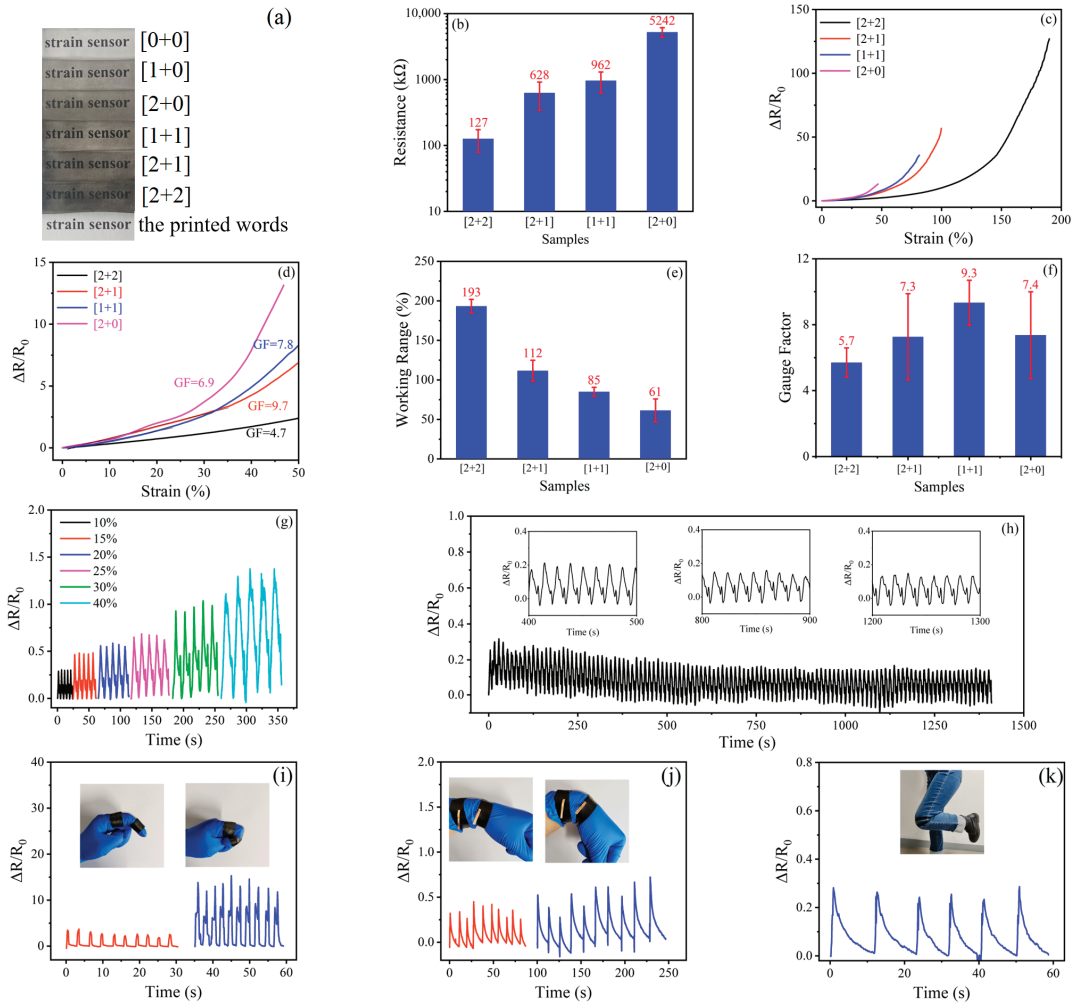 (a)
strain sensor [0+0]
strain sensor [1+0]
strain sensor [2+0]
strain sensor [1+1]
strain sensor [2+1]
strain sensor [2+2]
strain sensor the printed words
(b)
Resistance (kΩ)
10,000
1000
100
10
127
628
962
5242
[2+2] [2+1] [1+1] [2+0]
Samples
(c)
[2+2]
[2+1]
[1+1]
[2+0]
ΔR/R0
150
100
50
0
0 50 100 150 200
Strain (%)
(d)
[2+2]
[2+1]
[1+1]
[2+0]
ΔR/R0
15
10
5
0
GF=7.8
GF=6.9
GF=9.7
GF=4.7
0 10 20 30 40 50
Strain (%)
(e)
Working Range (%)
250
200
150
100
50
0
193
112
85
61
[2+2] [2+1] [1+1] [2+0]
Samples
(f)
Gauge Factor
12
8
4
0
5.7
7.3
9.3
7.4
[2+2] [2+1] [1+1] [2+0]
Samples
(g)
10%
15%
20%
25%
30%
40%
ΔR/R0
2.0
1.5
1.0
0.5
0.0
0 50 100 150 200 250 300 350
Time (s)
(h)
ΔR/R0
1.0
0.8
0.6
0.4
0.2
0.0
ΔR/R0
0.4
0.2
0.0
400 500
Time (s)
ΔR/R0
0.4
0.2
0.0
800 900
Time (s)
ΔR/R0
0.4
0.2
0.0
1200 1300
Time (s)
0 250 500 750 1000 1250 1500
Time (s)
(i)
ΔR/R0
40
30
25
20
15
10
5
0
0 10 20 30 40 50 60
Time (s)
(j)
ΔR/R0
2.0
1.5
1.0
0.5
0.0
0 50 100 150 200 250
Time (s)
(k)
ΔR/R0
0.8
0.6
0.4
0.2
0.0
0 20 40 60
Time (s)